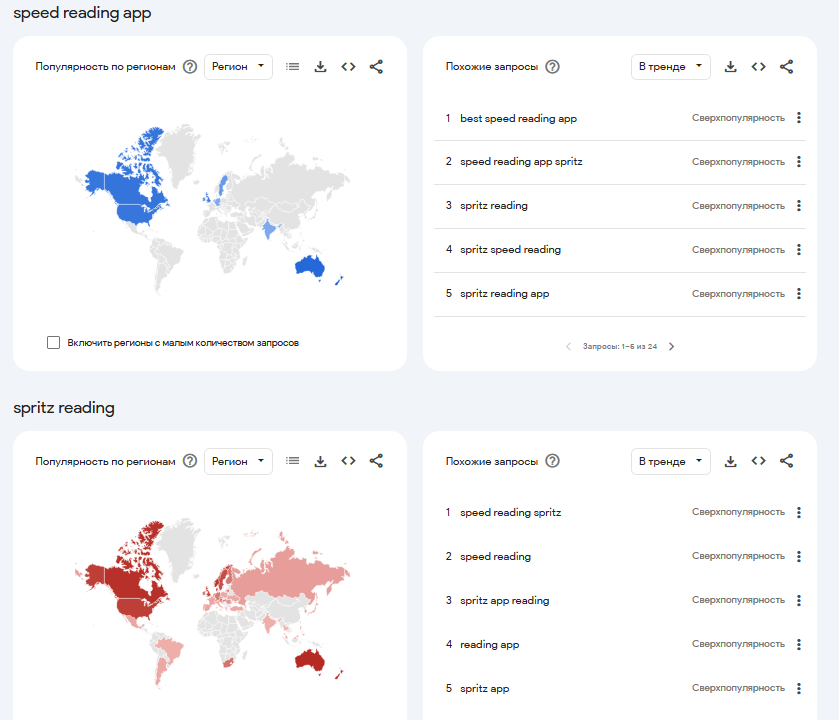 speed reading app
Популярность по регионам
Регион
Похожие запросы
В тренде
1 best speed reading app Сверхпопулярность
2 speed reading app spritz Сверхпопулярность
3 spritz reading Сверхпопулярность
4 spritz speed reading Сверхпопулярность
5 spritz reading app Сверхпопулярность
Включить регионы с малым количеством запросов
Запросы: 1–5 из 24
spritz reading
Популярность по регионам
Регион
Похожие запросы
В тренде
1 speed reading spritz Сверхпопулярность
2 speed reading Сверхпопулярность
3 spritz app reading Сверхпопулярность
4 reading app Сверхпопулярность
5 spritz app Сверхпопулярность